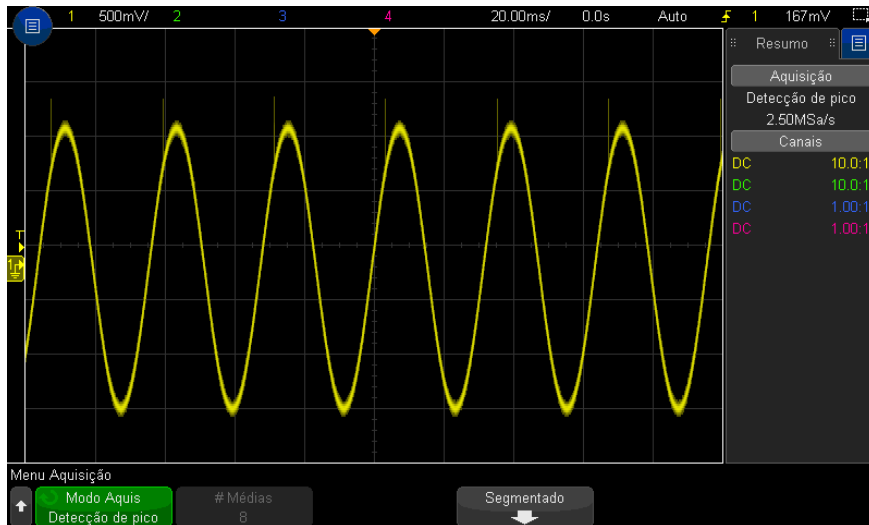 1 500mV/ 2 3 4 20.00ms/ 0.0s Auto 1 167mV
Resumo
Aquisição
Detecção de pico
2.50MSa/s
Canais
DC 10.0:1
DC 10.0:1
DC 1.00:1
DC 1.00:1
T
1
Menu Aquisição
Modo Aquis
Detecção de pico
# Médias
8
Segmentado